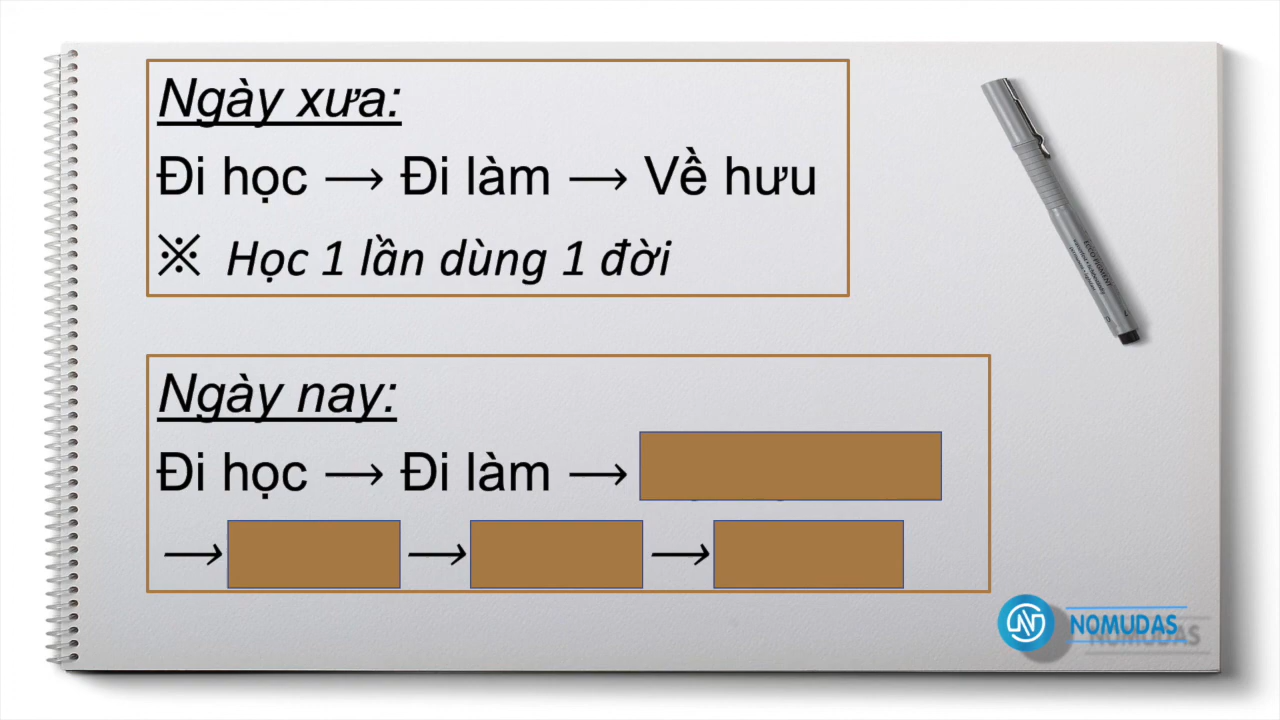 Ngày xưa:
Đi học → Đi làm → Về hưu
※ Học 1 lần dùng 1 đời
Ngày nay:
Đi học → Đi làm →
→ → →
NOMUDAS